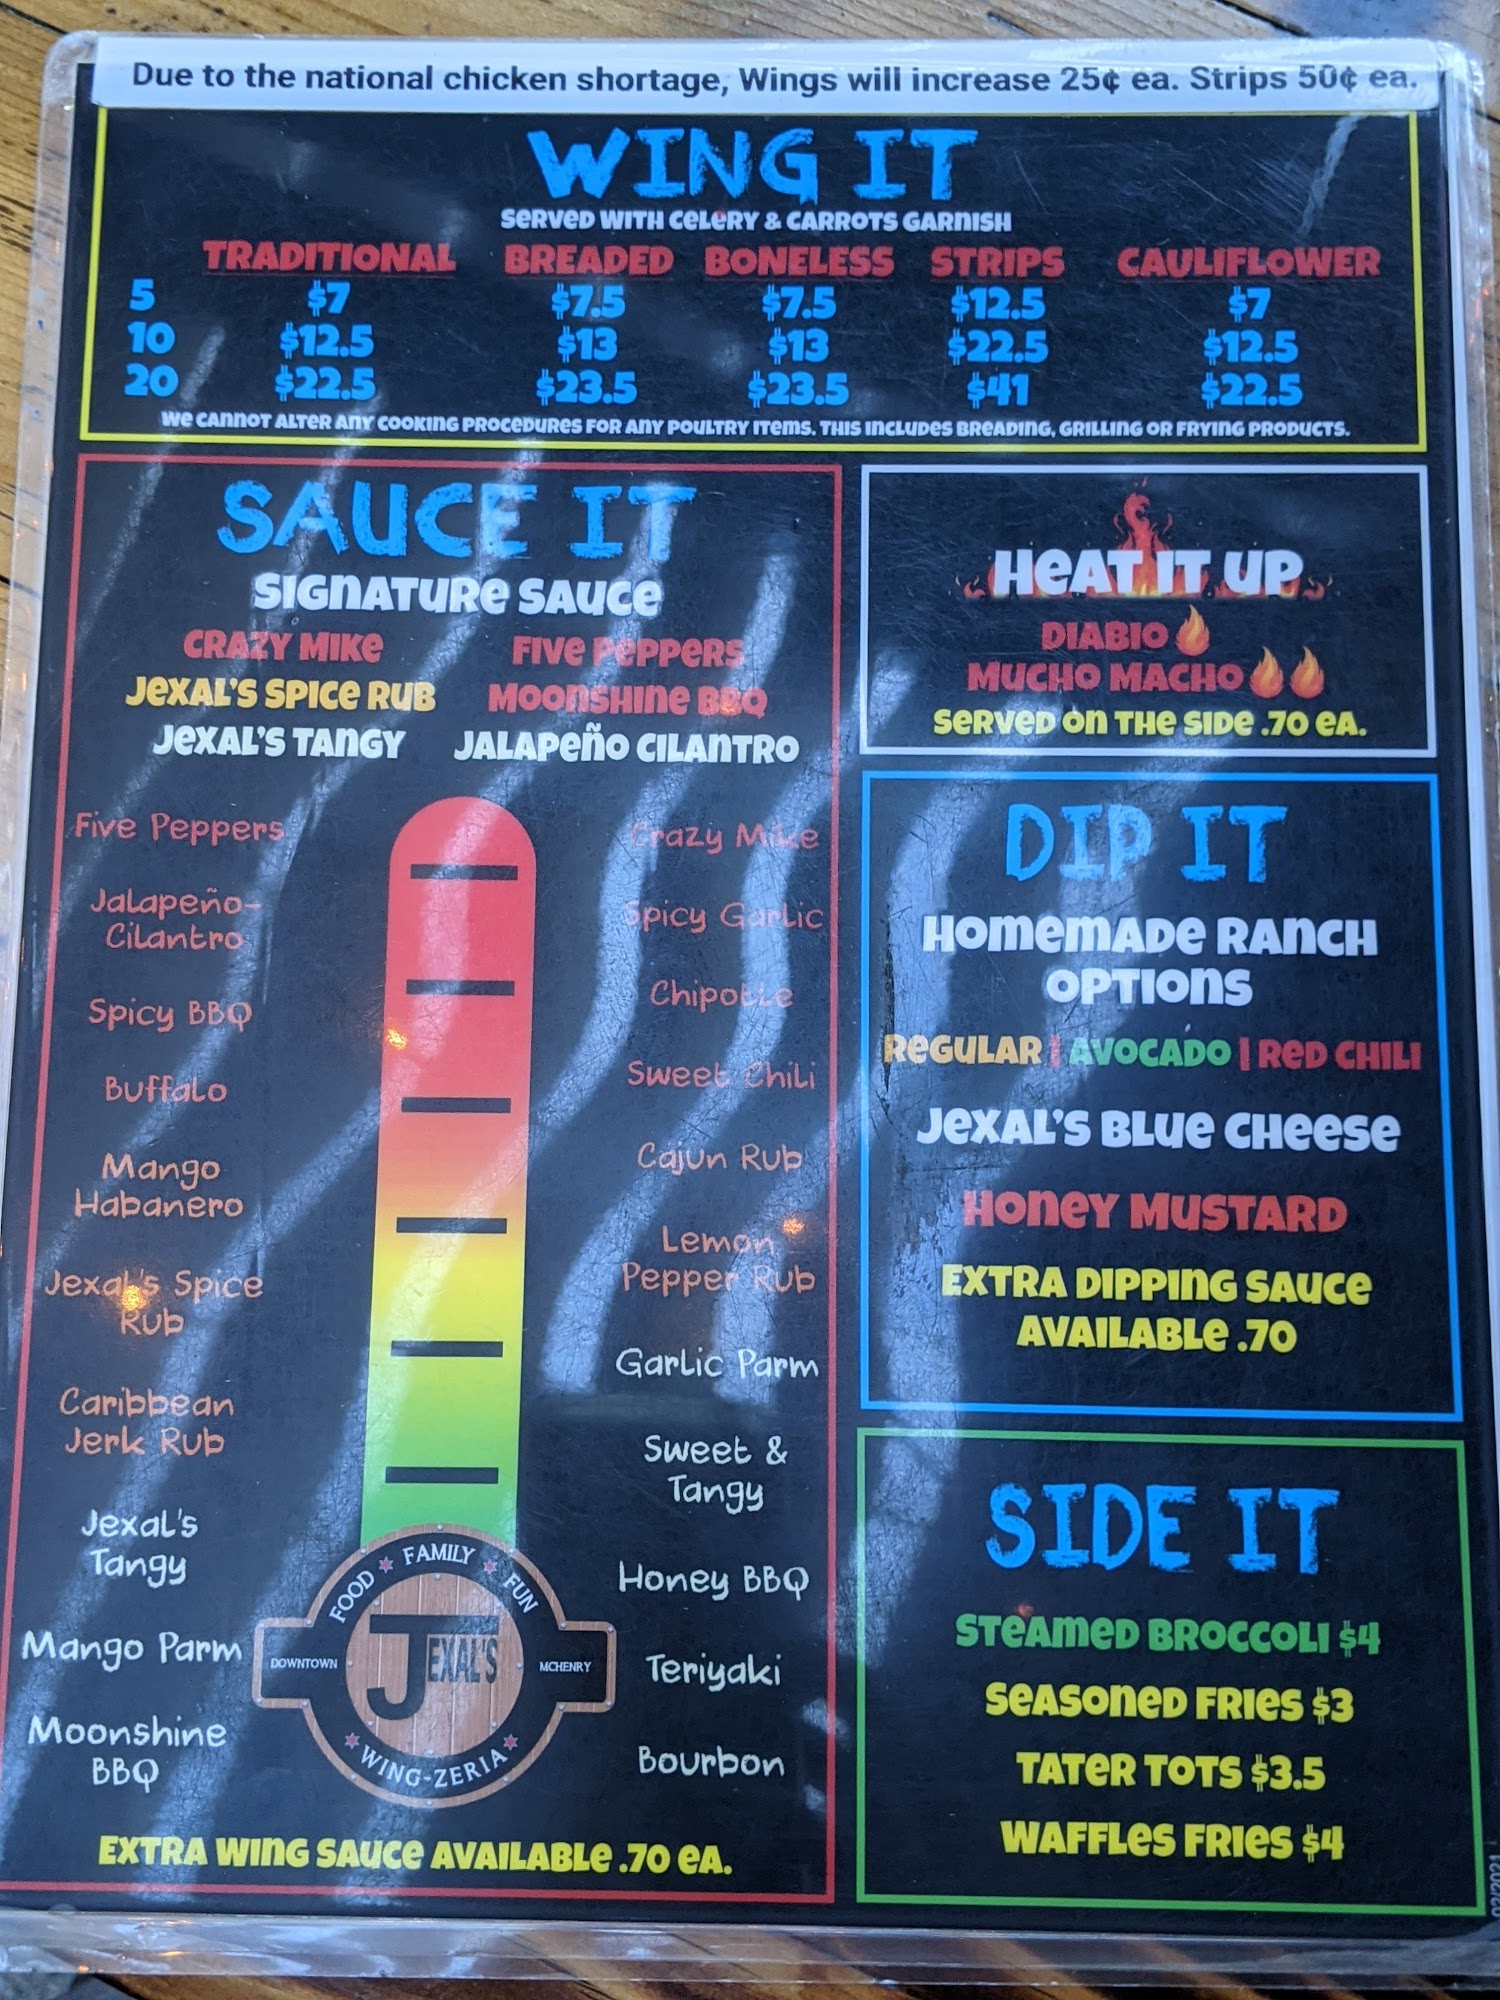 Due to the national chicken shortage, Wings will increase 25¢ ea. Strips 50¢ ea.
WING IT
SERVED WITH CELERY & CARROTS GARNISH
TRADITIONAL BREADED BONELESS STRIPS CAULIFLOWER
5 $7 $7.5 $7.5 $12.5 $7
10 $12.5 $13 $13 $22.5 $12.5
20 $22.5 $23.5 $23.5 $41 $22.5
WE CANNOT ALTER ANY COOKING PROCEDURES FOR ANY POULTRY ITEMS. THIS INCLUDES BREADING, GRILLING OR FRYING PRODUCTS.
SAUCE IT
SIGNATURE SAUCE
CRAZY MIKE FIVE PEPPERS
JEXAL'S SPICE RUB MOONSHINE BBQ
JEXAL'S TANGY JALAPEÑO CILANTRO
Five Peppers
Jalapeño-
Cilantro
Spicy BBQ
Buffalo
Mango
Habanero
Jexal's Spice
Rub
Caribbean
Jerk Rub
Jexal's
Tangy
Mango Parm
Moonshine
BBQ
Crazy Mike
Spicy Garlic
Chipotle
Sweet Chili
Cajun Rub
Lemon
Pepper Rub
Garlic Parm
Sweet &
Tangy
Honey BBQ
Teriyaki
Bourbon
FOOD FAMILY FUN
DOWNTOWN JEXAL'S MCHENRY
WING-ZERIA
EXTRA WING SAUCE AVAILABLE .70 EA.
HEAT IT UP
DIABIO
MUCHO MACHO
SERVED ON THE SIDE .70 EA.
DIP IT
HOMEMADE RANCH
OPTIONS
REGULAR | AVOCADO | RED CHILI
JEXAL'S BLUE CHEESE
HONEY MUSTARD
EXTRA DIPPING SAUCE
AVAILABLE .70
SIDE IT
STEAMED BROCCOLI $4
SEASONED FRIES $3
TATER TOTS $3.5
WAFFLES FRIES $4
02/2021